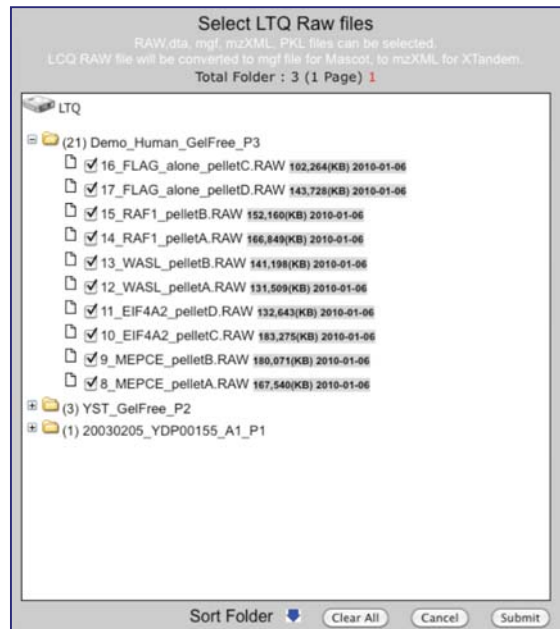 Select LTQ Raw files
RAW,dta, mgf, mzXML, PKL files can be selected.
LCQ RAW file will be converted to mgf file for Mascot, to mzXML for XTandem.
Total Folder : 3 (1 Page) 1
LTQ
(21) Demo_Human_GelFree_P3
16_FLAG_alone_pelletC.RAW 102,264(KB) 2010-01-06
17_FLAG_alone_pelletD.RAW 143,728(KB) 2010-01-06
15_RAF1_pelletB.RAW 152,160(KB) 2010-01-06
14_RAF1_pelletA.RAW 166,849(KB) 2010-01-06
13_WASL_pelletB.RAW 141,198(KB) 2010-01-06
12_WASL_pelletA.RAW 131,509(KB) 2010-01-06
11_EIF4A2_pelletD.RAW 132,643(KB) 2010-01-06
10_EIF4A2_pelletC.RAW 183,275(KB) 2010-01-06
9_MEPCE_pelletB.RAW 180,071(KB) 2010-01-06
8_MEPCE_pelletA.RAW 167,540(KB) 2010-01-06
(3) YST_GelFree_P2
(1) 20030205_YDP00155_A1_P1
Sort Folder Clear All Cancel Submit